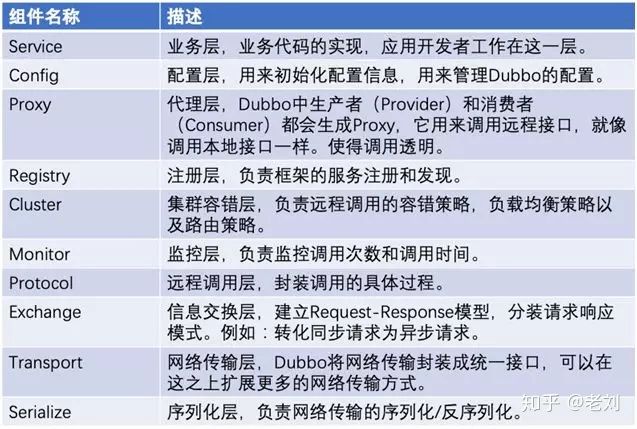 组件名称 描述
Service 业务层，业务代码的实现，应用开发者工作在这一层。
Config 配置层，用来初始化配置信息，用来管理Dubbo的配置。
Proxy 代理层，Dubbo中生产者（Provider）和消费者
（Consumer）都会生成Proxy，它用来调用远程接口，就像
调用本地接口一样。使得调用透明。
Registry 注册层，负责框架的服务注册和发现。
Cluster 集群容错层，负责远程调用的容错策略，负载均衡策略以
及路由策略。
Monitor 监控层，负责监控调用次数和调用时间。
Protocol 远程调用层，封装调用的具体过程。
Exchange 信息交换层，建立Request-Response模型，分装请求响应
模式。例如：转化同步请求为异步请求。
Transport 网络传输层，Dubbo将网络传输封装成统一接口，可以在
这之上扩展更多的网络传输方式。
Serialize 序列化层，负责网络传输的序列化/反序列化。
知乎 @老刘